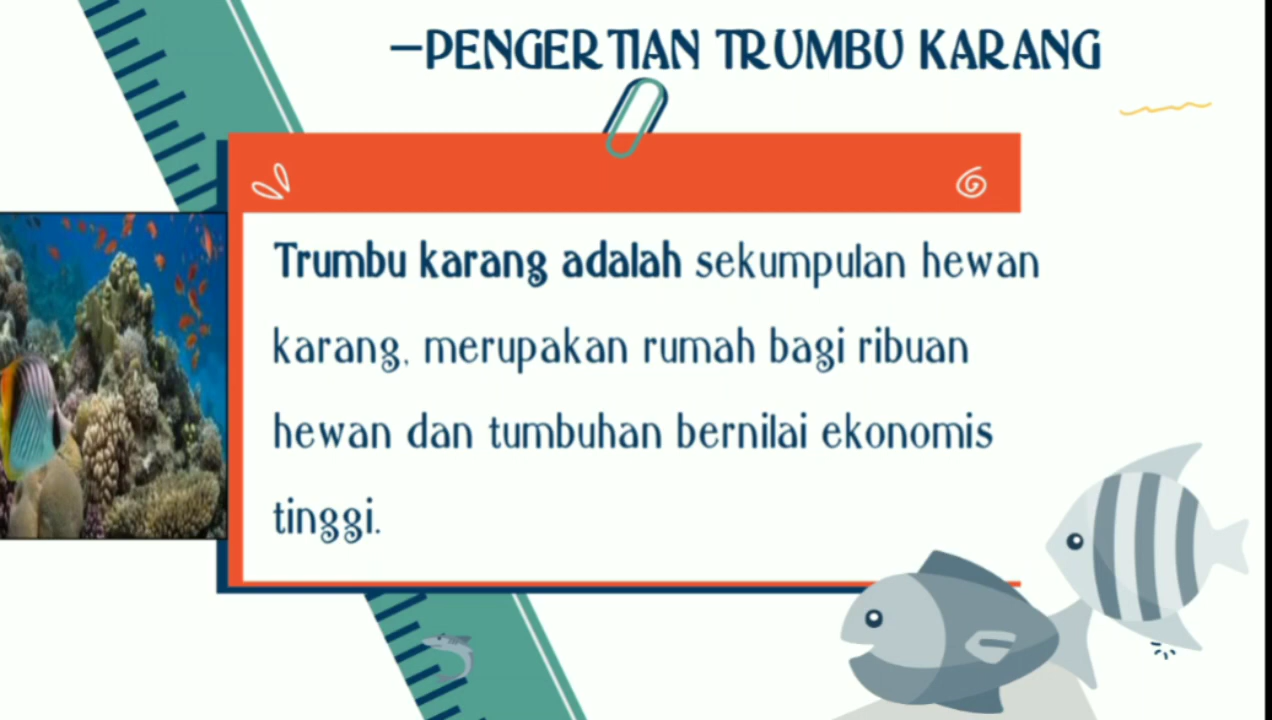 —PENGERTIAN TRUMBU KARANG
Trumbu karang adalah sekumpulan hewan
karang, merupakan rumah bagi ribuan
hewan dan tumbuhan bernilai ekonomis
tinggi.